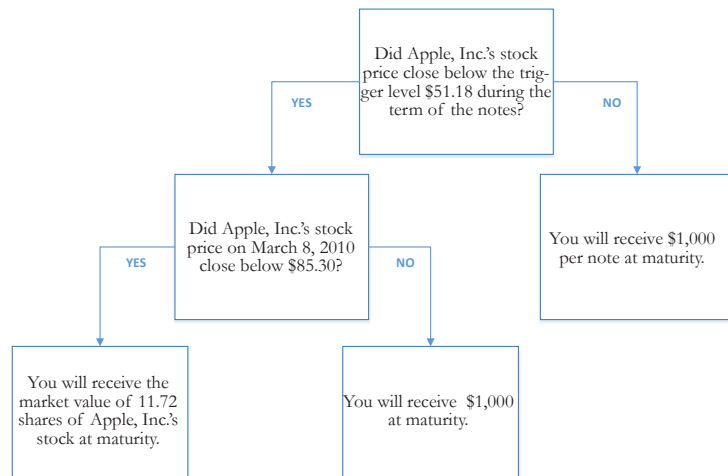 Did Apple, Inc.'s stock
price close below the trig-
ger level $51.18 during the
term of the notes?
YES
NO
Did Apple, Inc.'s stock
price on March 8, 2010
close below $85.30?
You will receive $1,000
per note at maturity.
YES
NO
You will receive the
market value of 11.72
shares of Apple, Inc.'s
stock at maturity.
You will receive $1,000
at maturity.